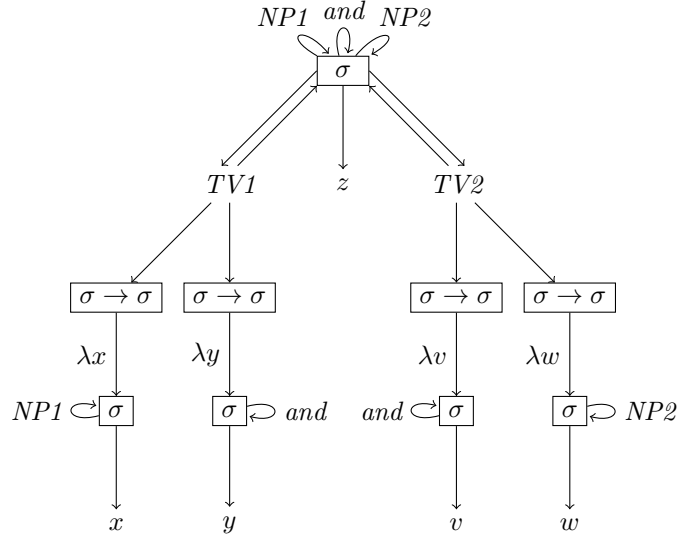 NP1 and NP2
σ
TV1 z TV2
σ → σ σ → σ σ → σ σ → σ
λx λy λv λw
NP1 σ σ and and σ σ NP2
x y v w